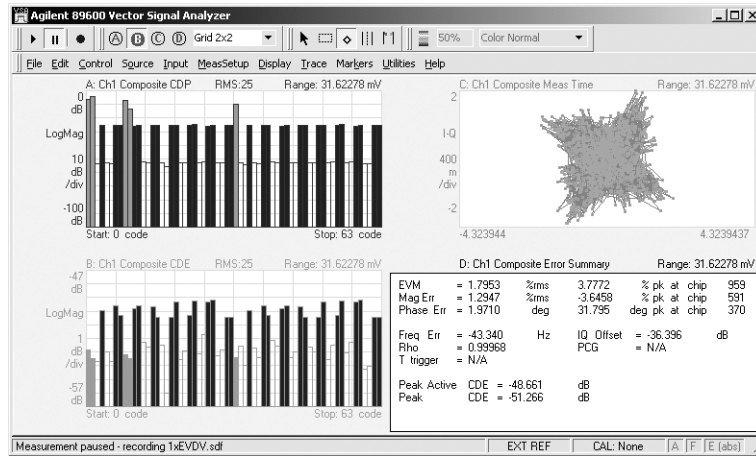 VSA Agilent 89600 Vector Signal Analyzer
A B C D Grid 2x2 50% Color Normal
File Edit Control Source Input MeasSetup Display Trace Markers Utilities Help
A: Ch1 Composite CDP RMS:25 Range: 31.62278 mV
0
dB
LogMag
10
dB
/div
-100
dB
Start: 0 code Stop: 63 code
C: Ch1 Composite Meas Time Range: 31.62278 mV
2
I-Q
400
m
/div
-2
-4.323944 4.3239437
B: Ch1 Composite CDE RMS:25 Range: 31.62278 mV
-47
dB
LogMag
1
dB
/div
-57
dB
Start: 0 code Stop: 63 code
D: Ch1 Composite Error Summary Range: 31.62278 mV
EVM = 1.7953 %rms 3.7772 % pk at chip 959
Mag Err = 1.2947 %rms -3.6458 % pk at chip 591
Phase Err = 1.9710 deg 31.795 deg pk at chip 370
Freq Err = -43.340 Hz IQ Offset = -36.396 dB
Rho = 0.99968 PCG = N/A
T trigger = N/A
Peak Active CDE = -48.661 dB
Peak CDE = -51.266 dB
Measurement paused - recording 1xEVDV.sdf EXT REF CAL: None A F E (abs)